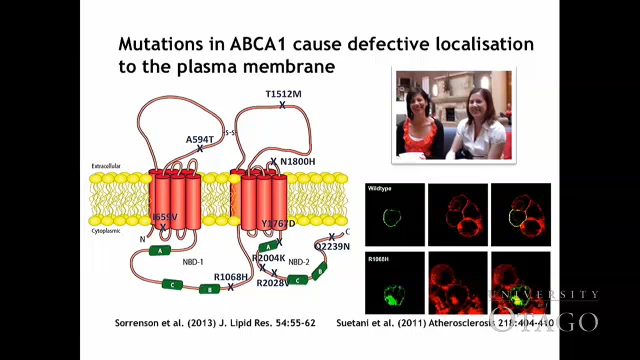 Mutations in ABCA1 cause defective localisation
to the plasma membrane
T1512M
X
-S-S-
A594T
X
X N1800H
Extracellular
I659V
X
Y1767D
Cytoplasmic
N
C
X
X
Q2239N
A
A
NBD-1
R2004K
NBD-2
X
X
B
C
B
R1068H
X
R2028V
C
Wildtype
R1068H
UNIVERSITY
OTAGO
Sorrenson et al. (2013) J. Lipid Res. 54:55-62
Suetani et al. (2011) Atherosclerosis 218:404-410